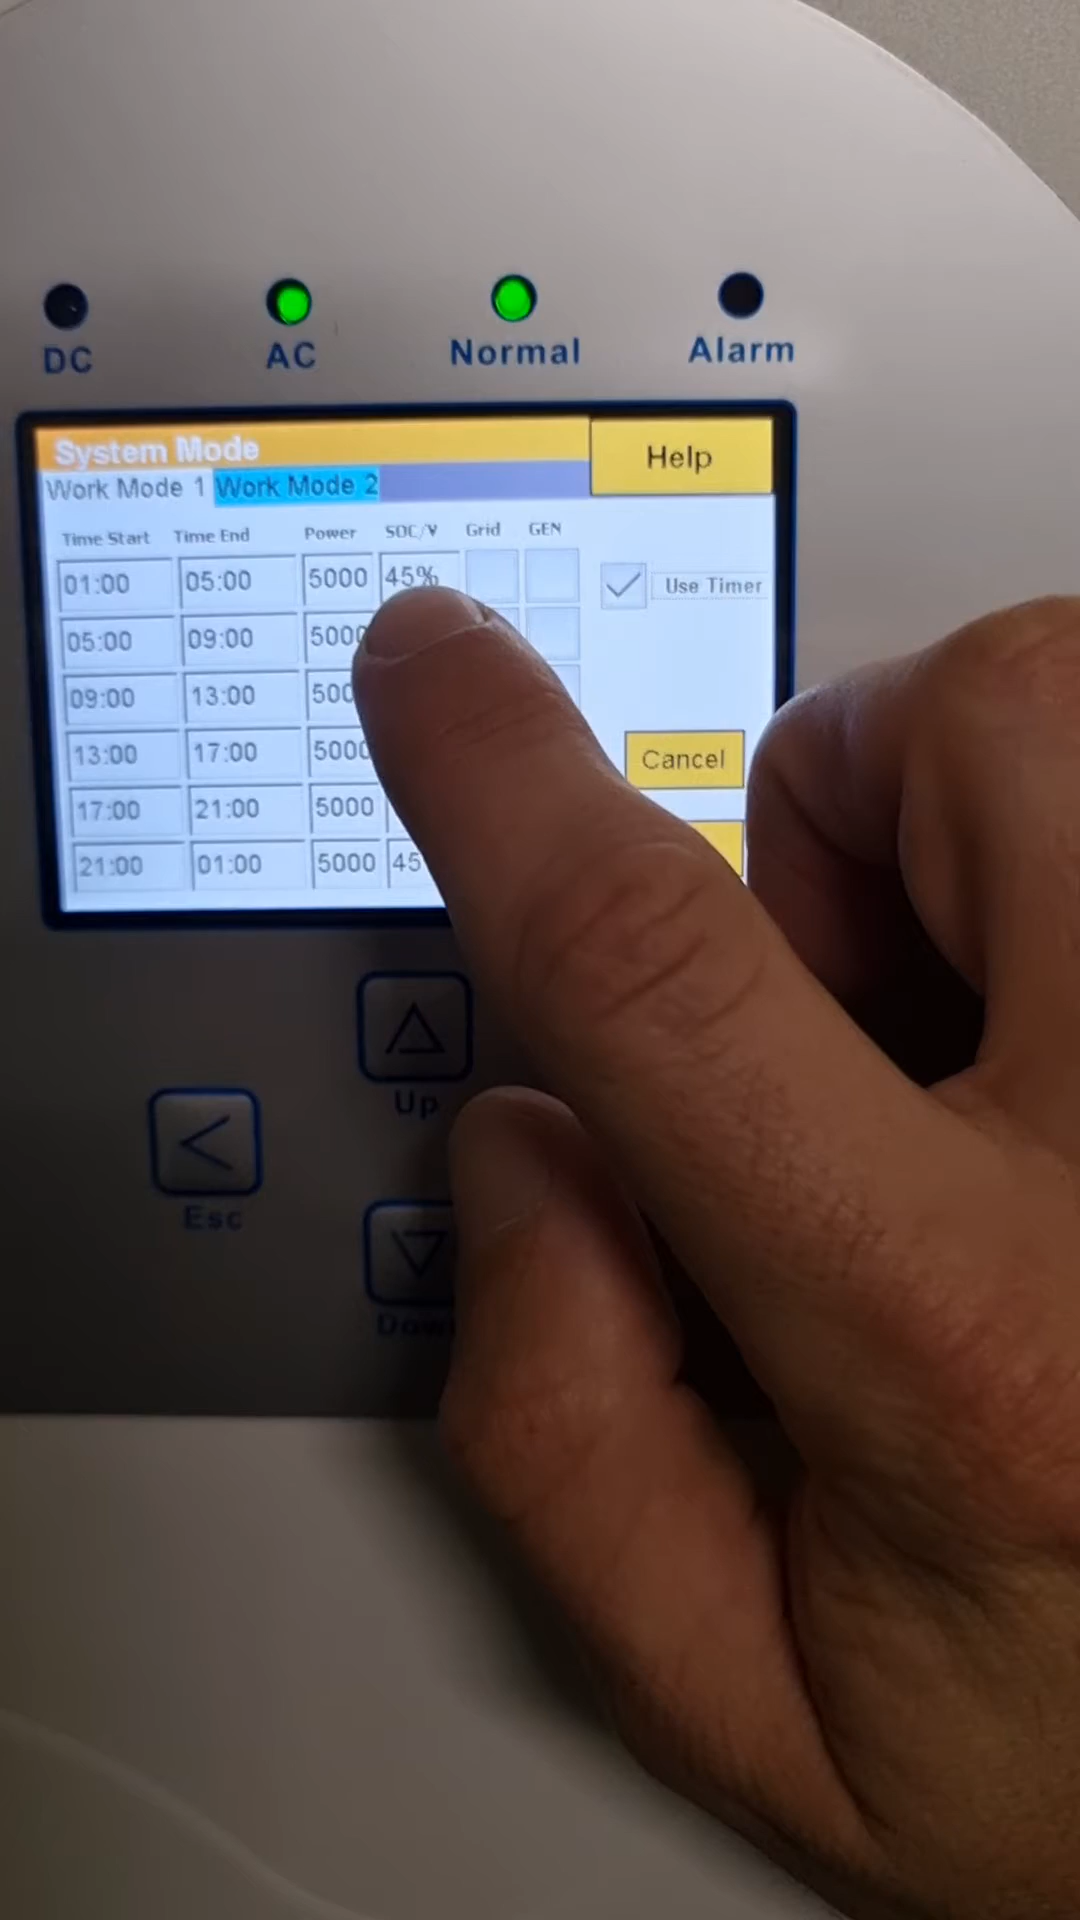 DC AC Normal Alarm
System Mode Help
Work Mode 1 Work Mode 2
Time Start Time End Power SOC/V Grid GEN
01:00 05:00 5000 45% Use Timer
05:00 09:00 5000
09:00 13:00
13:00 17:00 5000 Cancel
17:00 21:00 5000
21:00 01:00 5000 45
Up
Esc